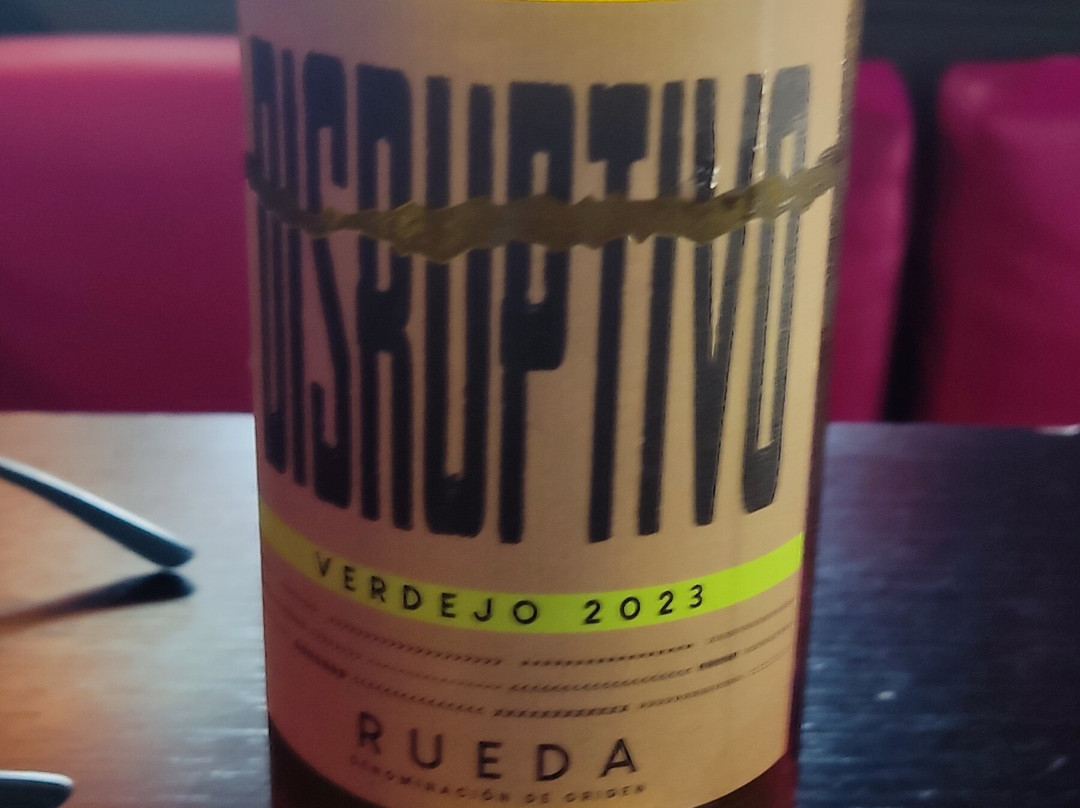 DISRUPTIVO
VERDEJO 2023
RUEDA
DENOMINACIÓN DE ORIGEN